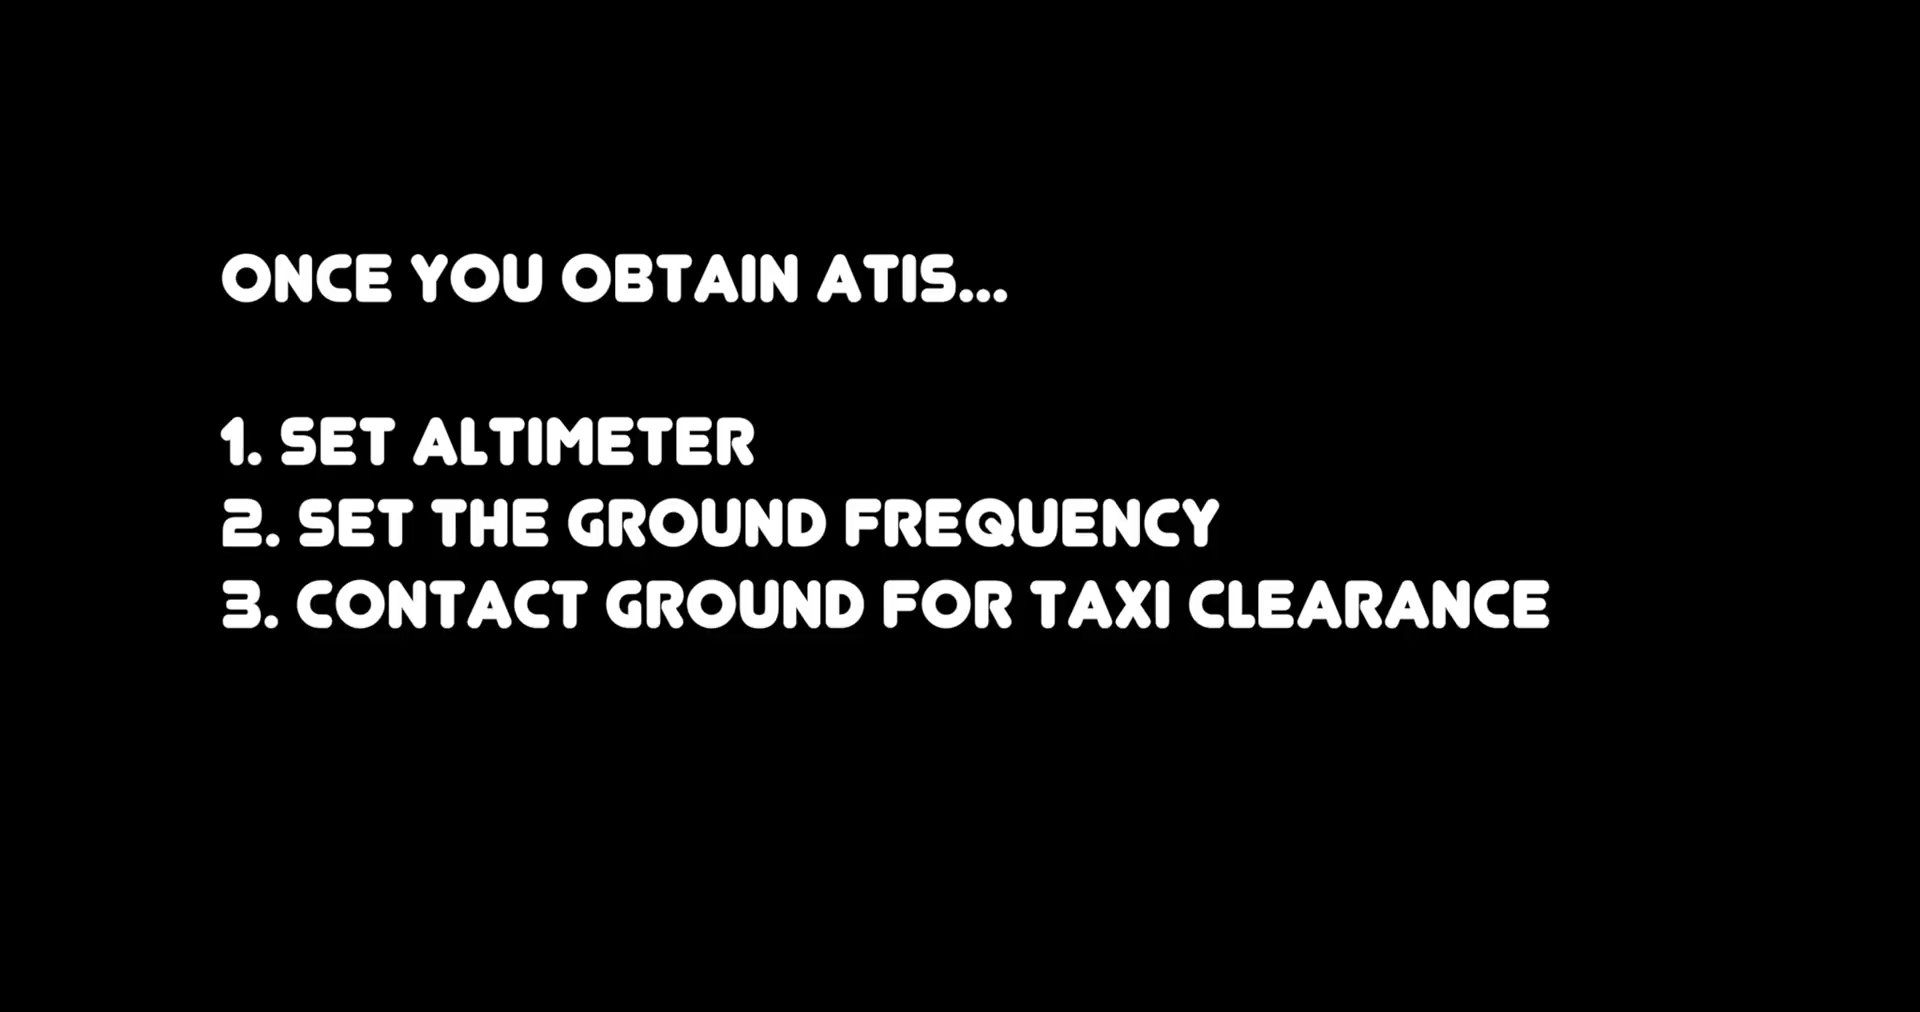 ONCE YOU OBTAIN ATIS...
1. SET ALTIMETER
2. SET THE GROUND FREQUENCY
3. CONTACT GROUND FOR TAXI CLEARANCE